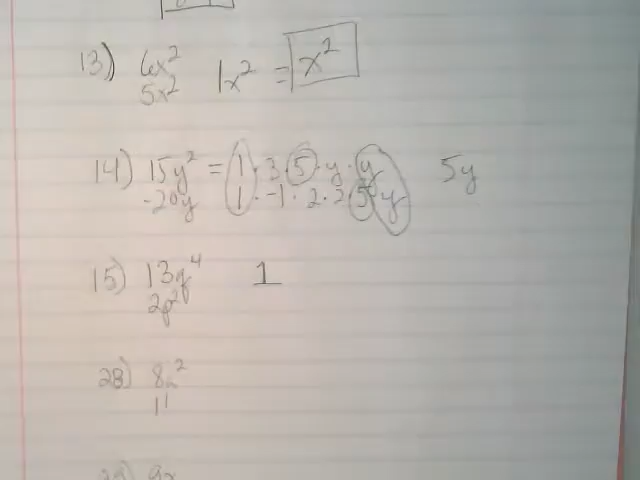 13) 6x² 1x² = x²
5x²
14) 15y² = 1 · 3 · 5 · y · y 5y
-20y 1 · -1 · 2 · 2 5 y
15) 13q⁴ 1
2p²
28) 8a²
11